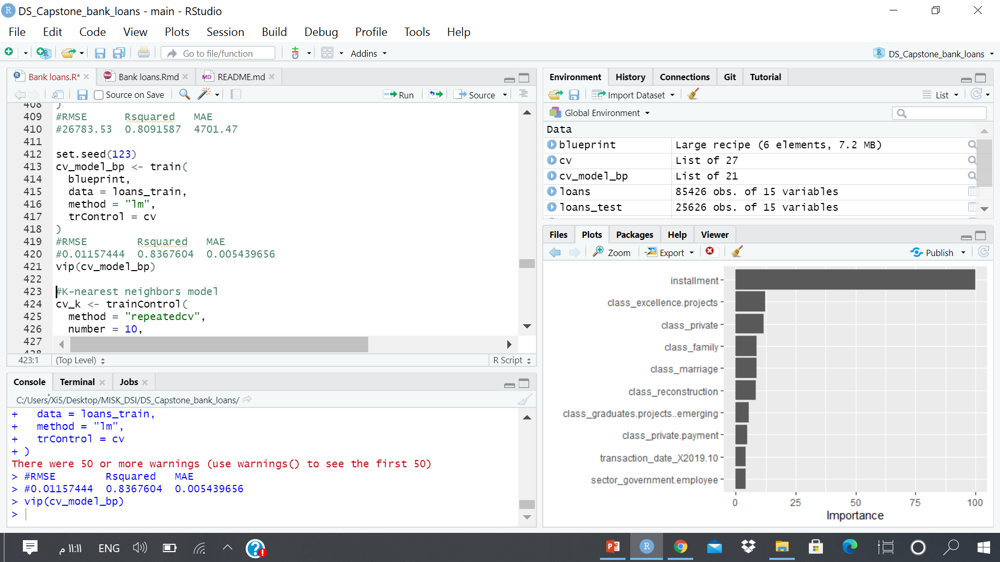 DS_Capstone_bank_loans - main - RStudio
File Edit Code View Plots Session Build Debug Profile Tools Help
Go to file/function Addins DS_Capstone_bank_loans
Bank loans.R* Bank loans.Rmd README.md
Source on Save Run Source
408 )
409 #RMSE      Rsquared   MAE
410 #26783.53  0.8091587  4701.47
411
412 set.seed(123)
413 cv_model_bp <- train(
414   blueprint,
415   data = loans_train,
416   method = "lm",
417   trControl = cv
418 )
419 #RMSE        Rsquared   MAE
420 #0.01157444  0.8367604  0.005439656
421 vip(cv_model_bp)
422
423 #K-nearest neighbors model
424 cv_k <- trainControl(
425   method = "repeatedcv",
426   number = 10,
427
428
423:1 (Top Level) R Script
Console Terminal Jobs
C:/Users/Xi5/Desktop/MISK_DSI/DS_Capstone_bank_loans/
+   data = loans_train,
+   method = "lm",
+   trControl = cv
+ )
There were 50 or more warnings (use warnings() to see the first 50)
> #RMSE        Rsquared   MAE
> #0.01157444  0.8367604  0.005439656
> vip(cv_model_bp)
>
Environment History Connections Git Tutorial
Import Dataset List
Global Environment
Data
blueprint Large recipe (6 elements, 7.2 MB)
cv List of 27
cv_model_bp List of 21
loans 85426 obs. of 15 variables
loans_test 25626 obs. of 15 variables
Files Plots Packages Help Viewer
Zoom Export Publish
installment
class_excellence.projects
class_private
class_family
class_marriage
class_reconstruction
class_graduates.projects..emerging
class_private.payment
transaction_date_X2019.10
sector_government.employee
0 25 50 75 100
Importance
١١:١١ م ENG